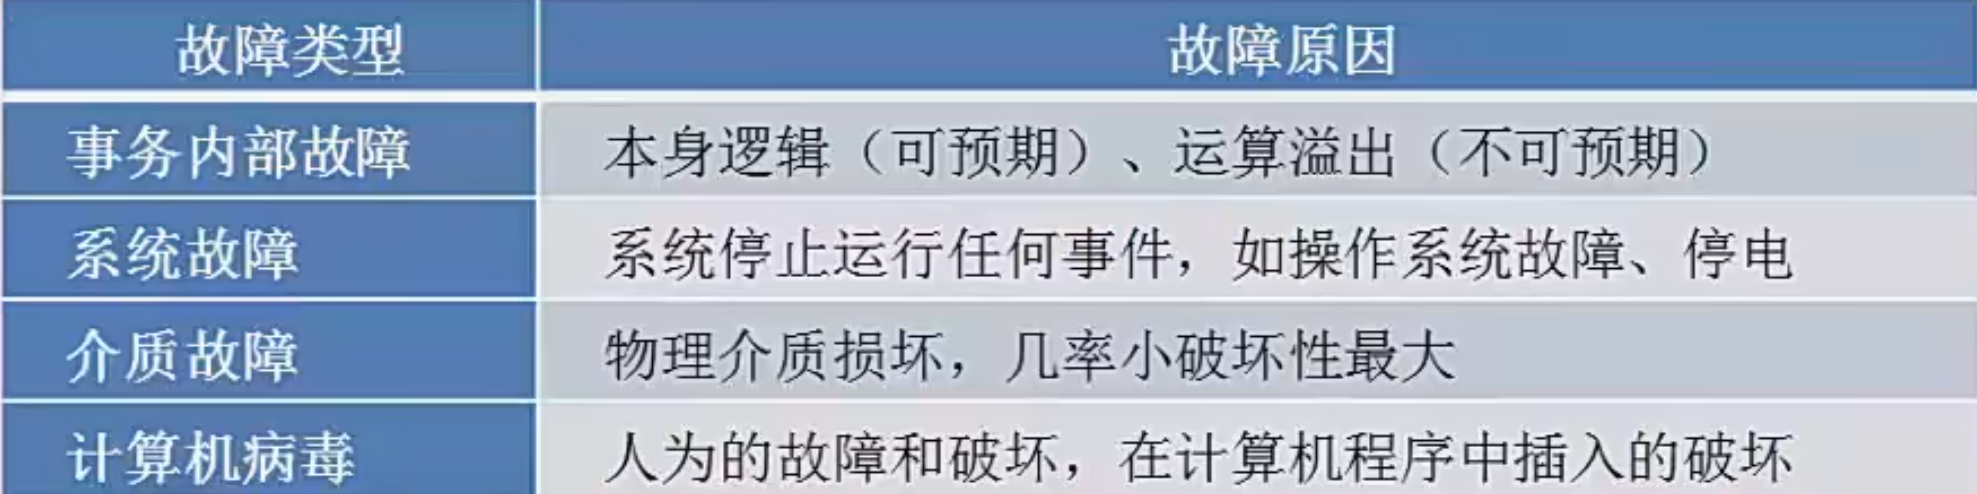 故障类型 故障原因
事务内部故障 本身逻辑（可预期）、运算溢出（不可预期）
系统故障 系统停止运行任何事件，如操作系统故障、停电
介质故障 物理介质损坏，几率小破坏性最大
计算机病毒 人为的故障和破坏，在计算机程序中插入的破坏